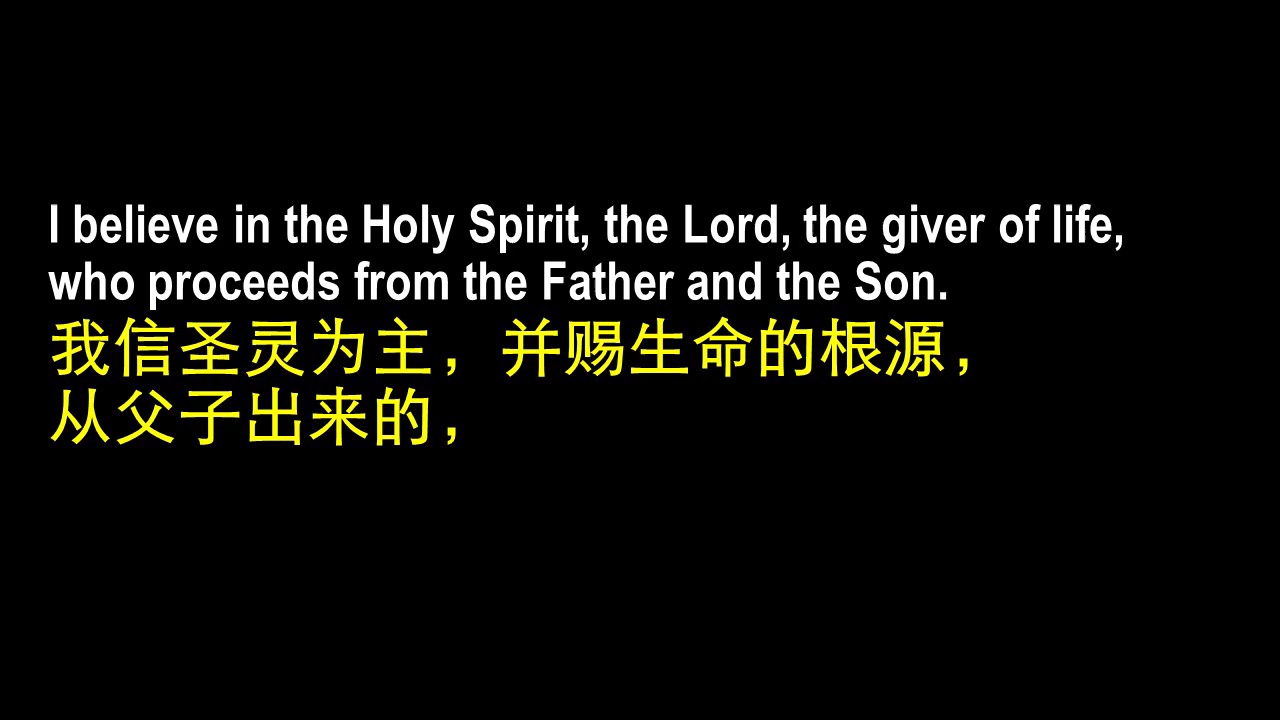 I believe in the Holy Spirit, the Lord, the giver of life,
who proceeds from the Father and the Son.
我信圣灵为主，并赐生命的根源，
从父子出来的，